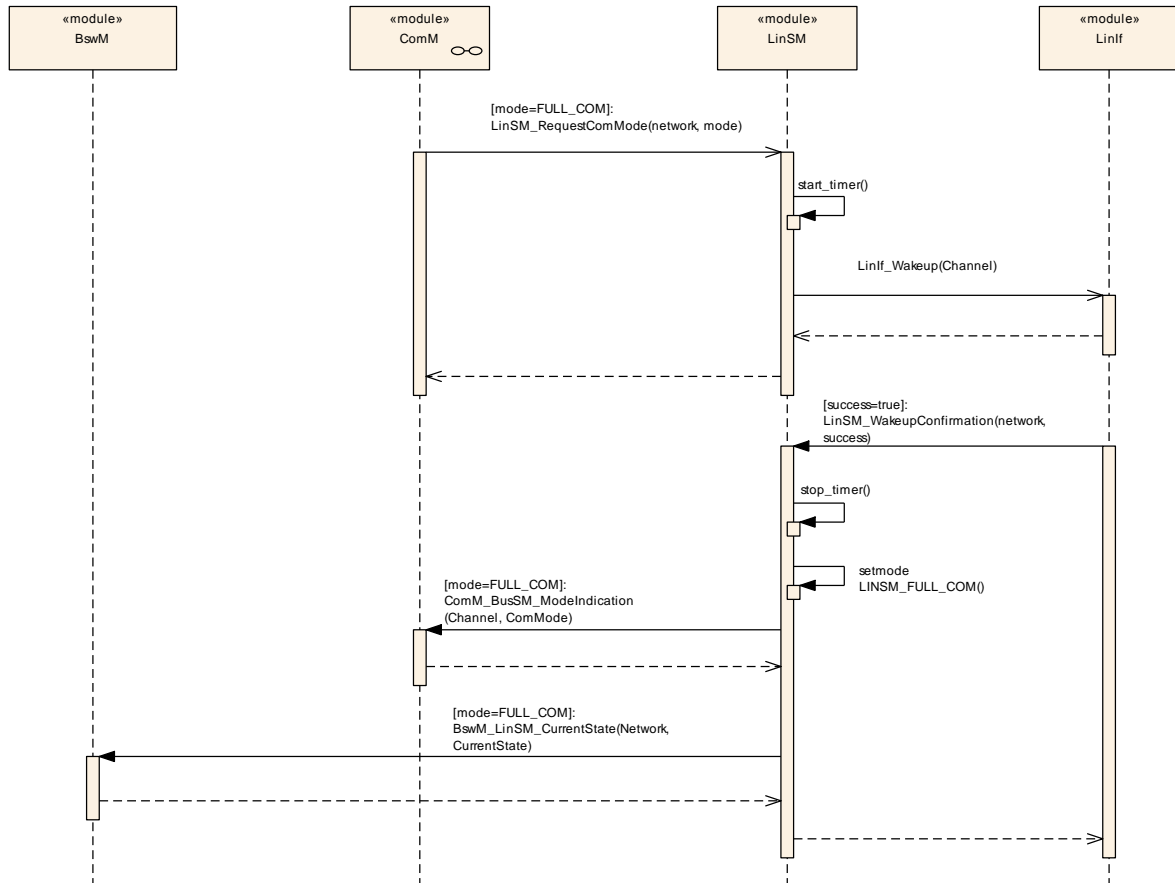 «module»
BswM
«module»
ComM
«module»
LinSM
«module»
LinIf
[mode=FULL_COM]:
LinSM_RequestComMode(network, mode)
start_timer()
LinIf_Wakeup(Channel)
[success=true]:
LinSM_WakeupConfirmation(network,
success)
stop_timer()
setmode
LINSM_FULL_COM()
[mode=FULL_COM]:
ComM_BusSM_ModeIndication
(Channel, ComMode)
[mode=FULL_COM]:
BswM_LinSM_CurrentState(Network,
CurrentState)